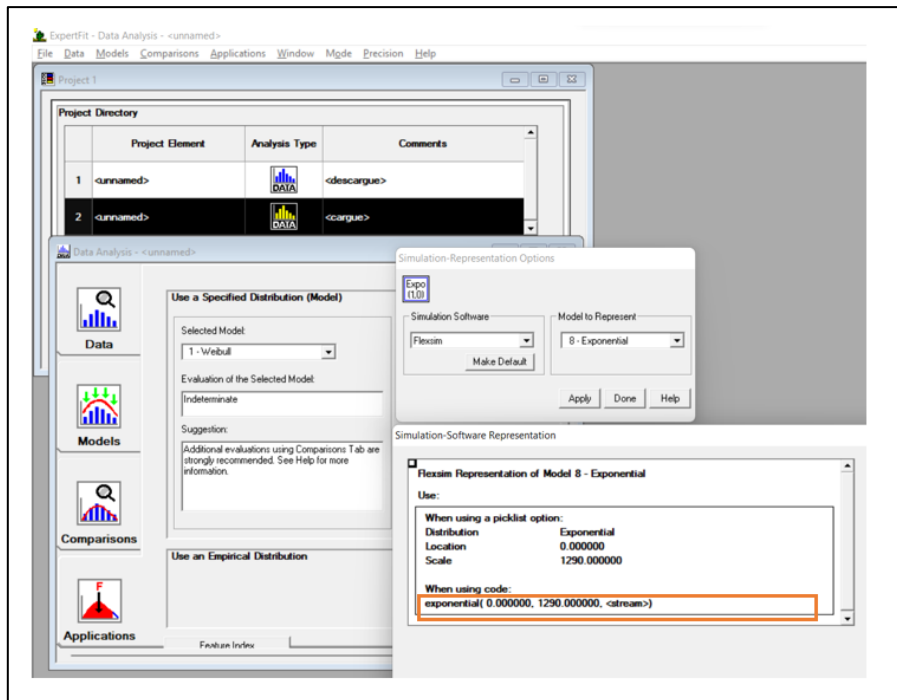 ExpertFit - Data Analysis - <unnamed>
File Data Models Comparisons Applications Window Mode Precision Help
Project 1
Project Directory
Project Element Analysis Type Comments
1 <unnamed> DATA <descargue>
2 <unnamed> DATA <cargue>
Data Analysis - <unnamed>
Data
Models
Comparisons
F
Applications
Use a Specified Distribution (Model)
Selected Model:
1 - Weibull
Evaluation of the Selected Model:
Indeterminate
Suggestion:
Additional evaluations using Comparisons Tab are
strongly recommended. See Help for more
information.
Use an Empirical Distribution
Feature Index
Simulation-Representation Options
Expo
(1,0)
Simulation Software
Flexsim
Make Default
Model to Represent
8 - Exponential
Apply Done Help
Simulation-Software Representation
Flexsim Representation of Model 8 - Exponential
Use:
When using a picklist option:
Distribution Exponential
Location 0.000000
Scale 1290.000000
When using code:
exponential( 0.000000, 1290.000000, <stream>)